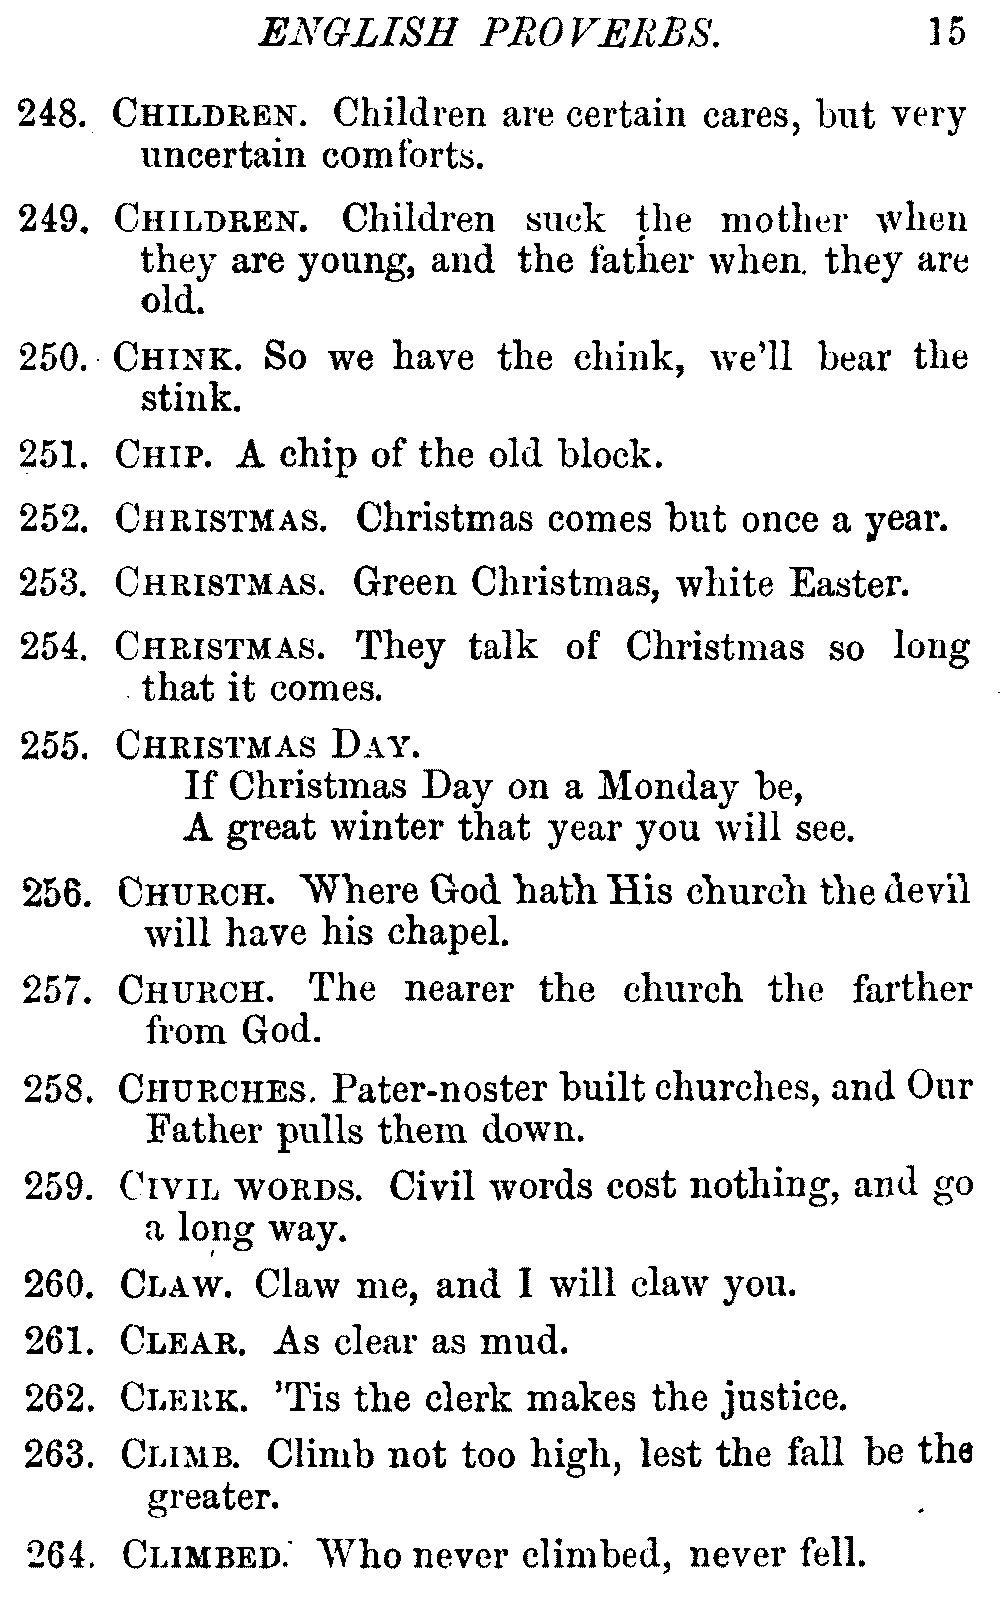 ENGLISH PROVERBS. 15
248. CHILDREN. Children are certain cares, but very
uncertain comforts.
249. CHILDREN. Children suck the mother when
they are young, and the father when they are
old.
250. CHINK. So we have the chink, we'll bear the
stink.
251. CHIP. A chip of the old block.
252. CHRISTMAS. Christmas comes but once a year.
253. CHRISTMAS. Green Christmas, white Easter.
254. CHRISTMAS. They talk of Christmas so long
that it comes.
255. CHRISTMAS DAY.
If Christmas Day on a Monday be,
A great winter that year you will see.
256. CHURCH. Where God hath His church the devil
will have his chapel.
257. CHURCH. The nearer the church the farther
from God.
258. CHURCHES. Pater-noster built churches, and Our
Father pulls them down.
259. CIVIL WORDS. Civil words cost nothing, and go
a long way.
260. CLAW. Claw me, and I will claw you.
261. CLEAR. As clear as mud.
262. CLERK. 'Tis the clerk makes the justice.
263. CLIMB. Climb not too high, lest the fall be the
greater.
264. CLIMBED. Who never climbed, never fell.